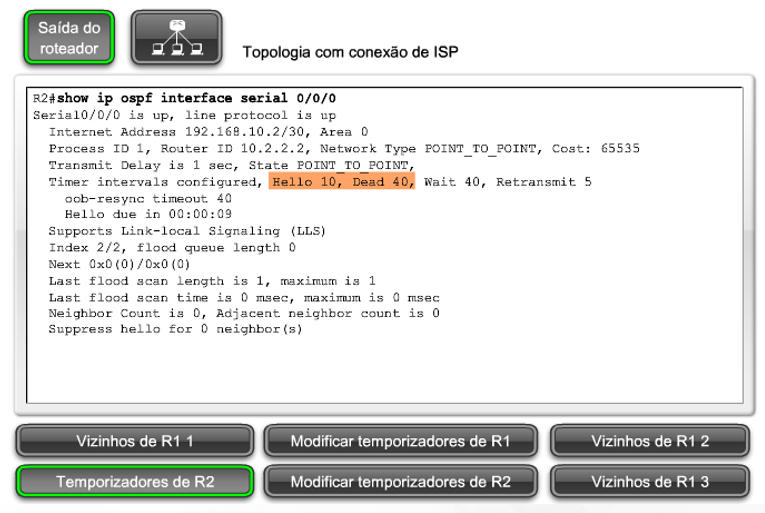 Saída do
roteador
Topologia com conexão de ISP
R2#show ip ospf interface serial 0/0/0
Serial0/0/0 is up, line protocol is up
Internet Address 192.168.10.2/30, Area 0
Process ID 1, Router ID 10.2.2.2, Network Type POINT_TO_POINT, Cost: 65535
Transmit Delay is 1 sec, State POINT_TO_POINT,
Timer intervals configured, Hello 10, Dead 40, Wait 40, Retransmit 5
oob-resync timeout 40
Hello due in 00:00:09
Supports Link-local Signaling (LLS)
Index 2/2, flood queue length 0
Next 0x0(0)/0x0(0)
Last flood scan length is 1, maximum is 1
Last flood scan time is 0 msec, maximum is 0 msec
Neighbor Count is 0, Adjacent neighbor count is 0
Suppress hello for 0 neighbor(s)
Vizinhos de R1 1
Modificar temporizadores de R1
Vizinhos de R1 2
Temporizadores de R2
Modificar temporizadores de R2
Vizinhos de R1 3